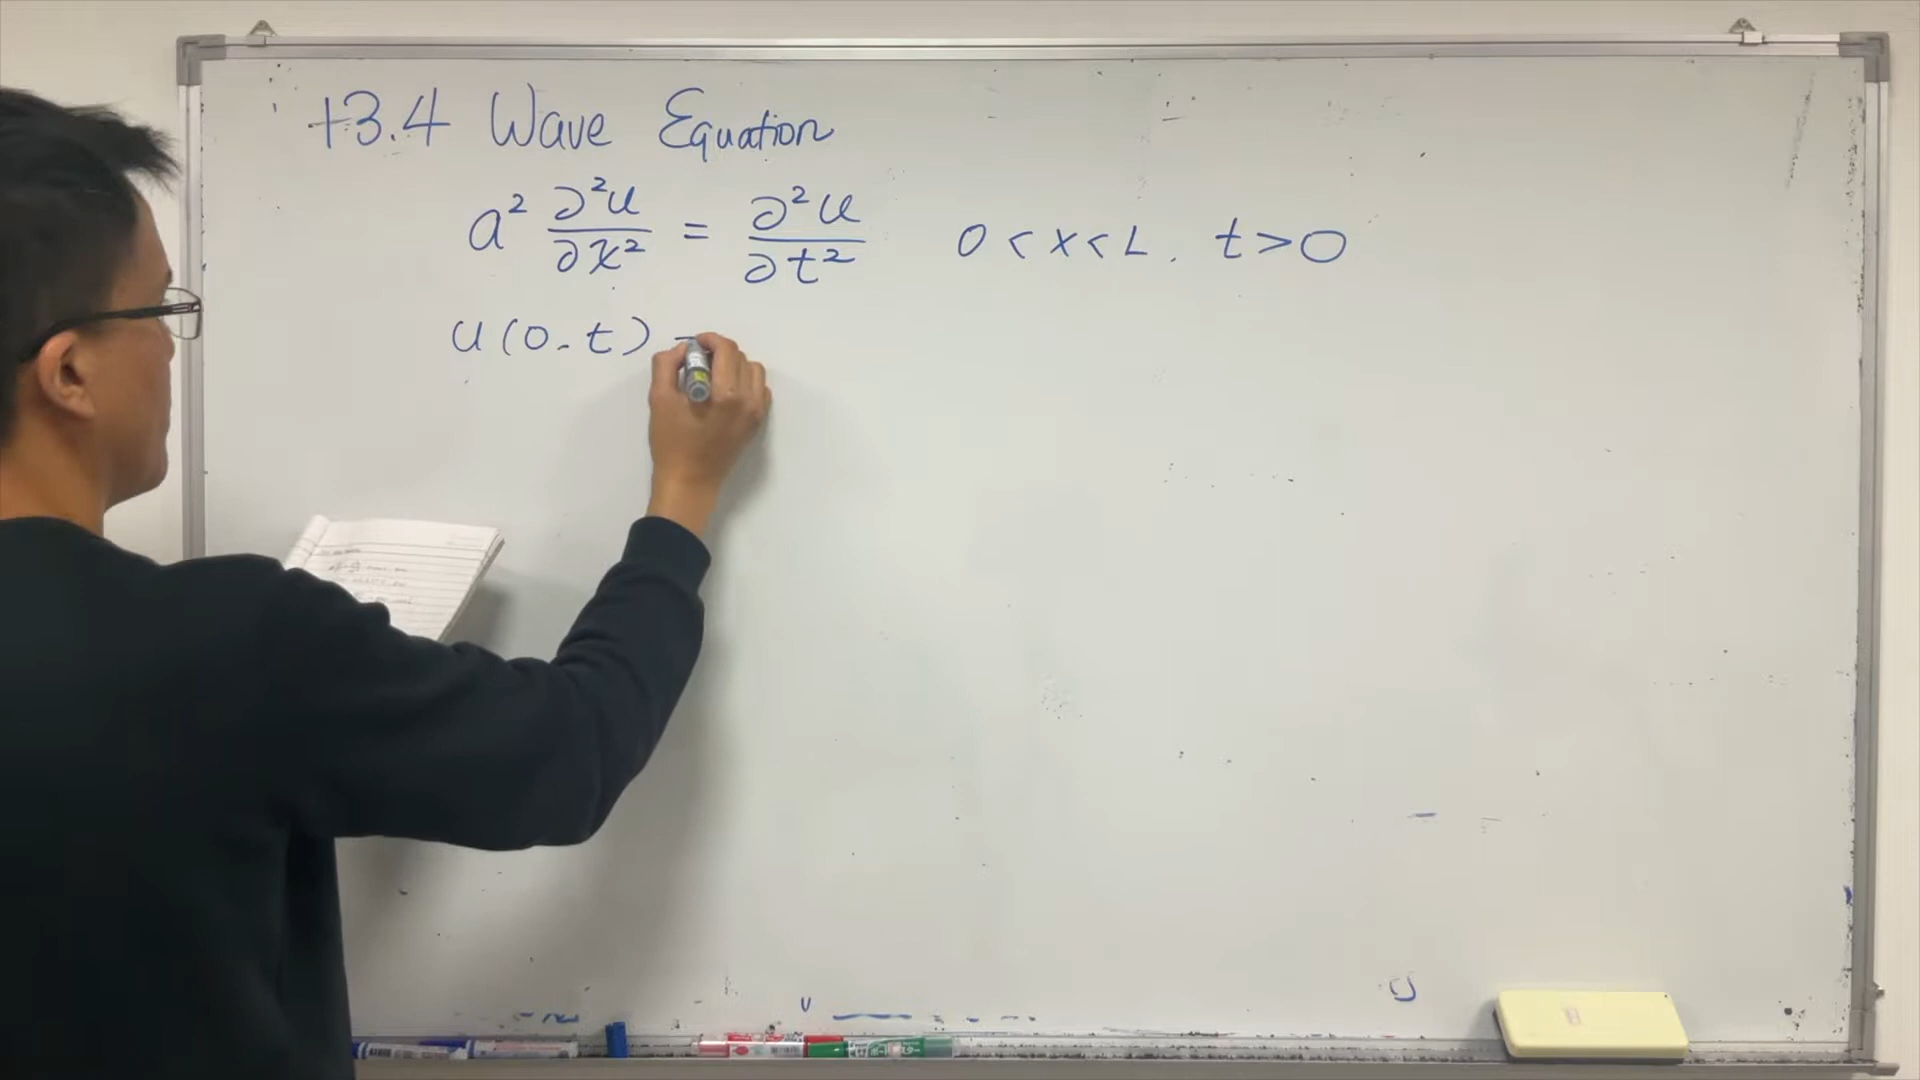 13.4 Wave Equation
a² ∂²u/∂x² = ∂²u/∂t² 0 < x < L, t > 0
u(0, t) =